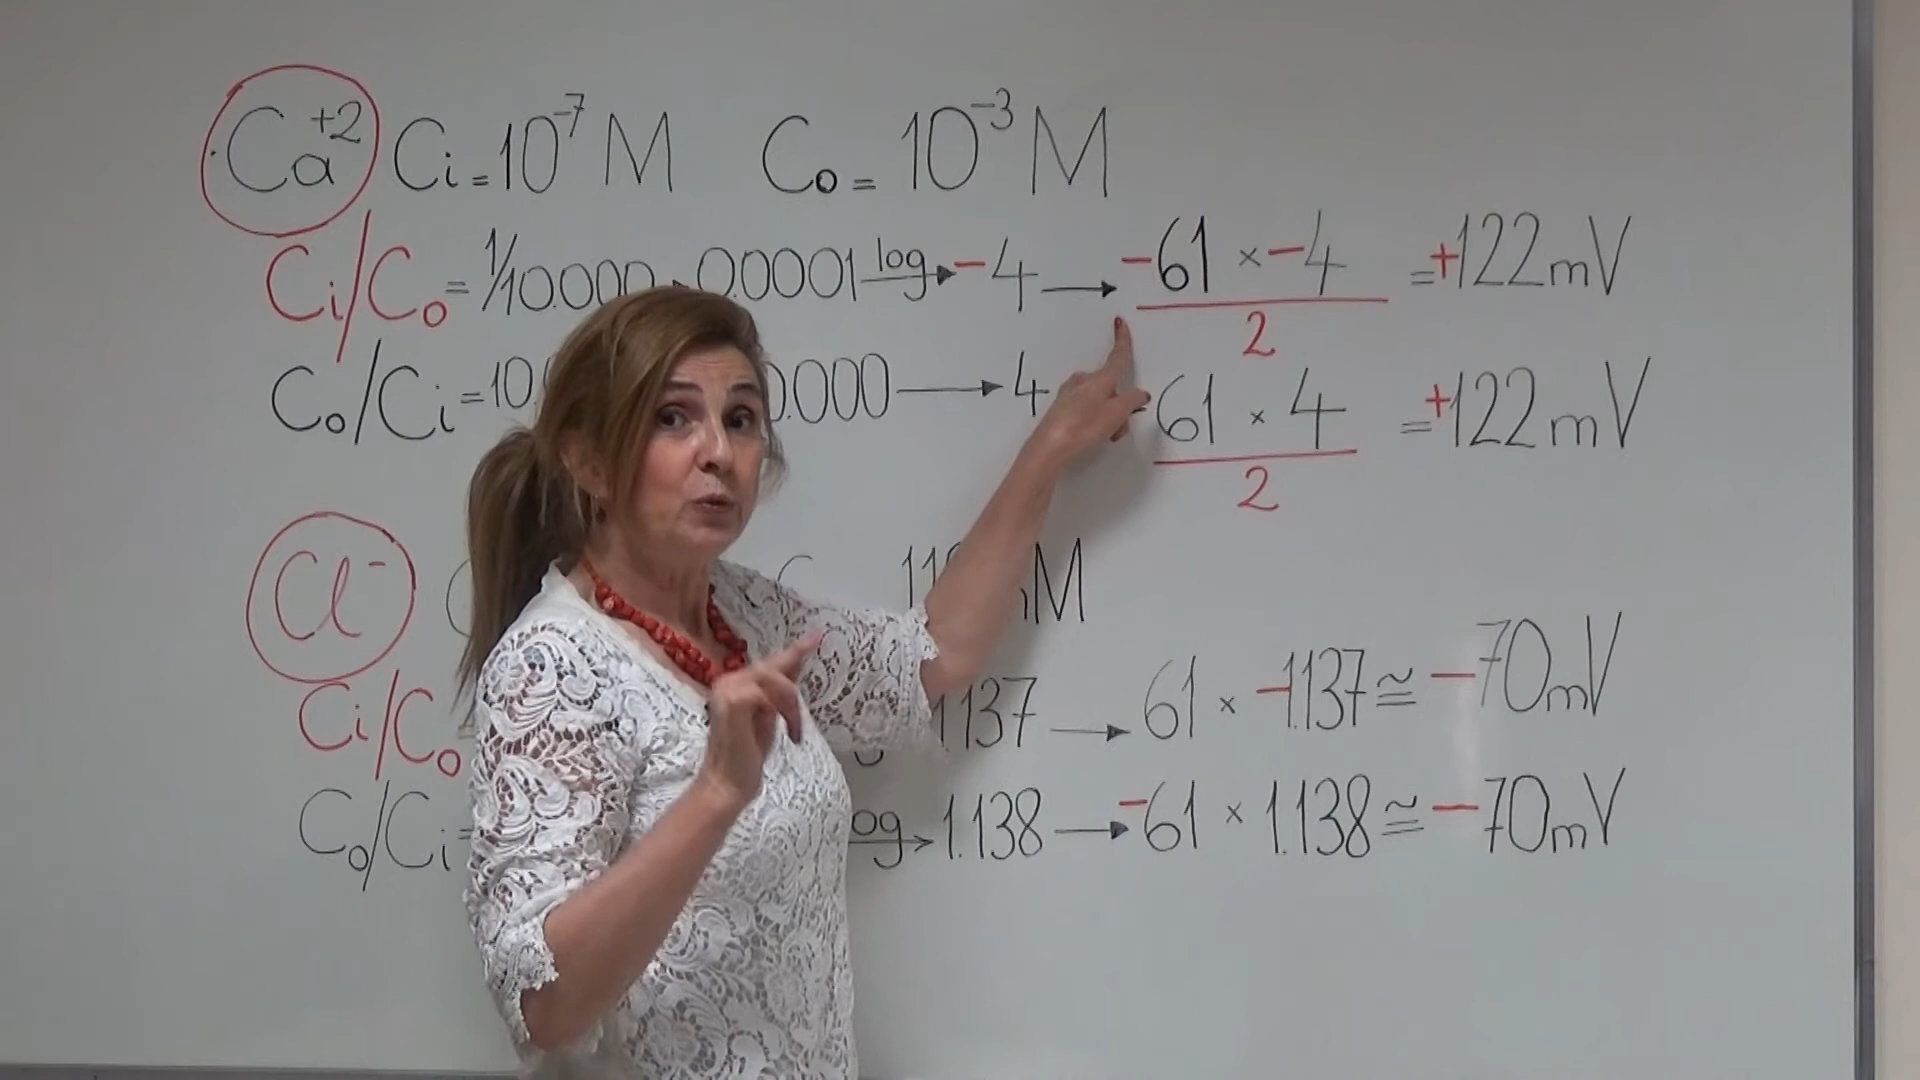 Ca+2 Ci = 10-7 M Co = 10-3 M
Ci/Co = 1/10.000 → 0.0001 log → -4 → -61 × -4 / 2 = +122mV
Co/Ci = 10. 0.000 → 4 61 × 4 / 2 = +122mV
Cl- M
Ci/Co 1.137 → 61 × -1.137 ≅ -70mV
Co/Ci = log → 1.138 → -61 × 1.138 ≅ -70mV